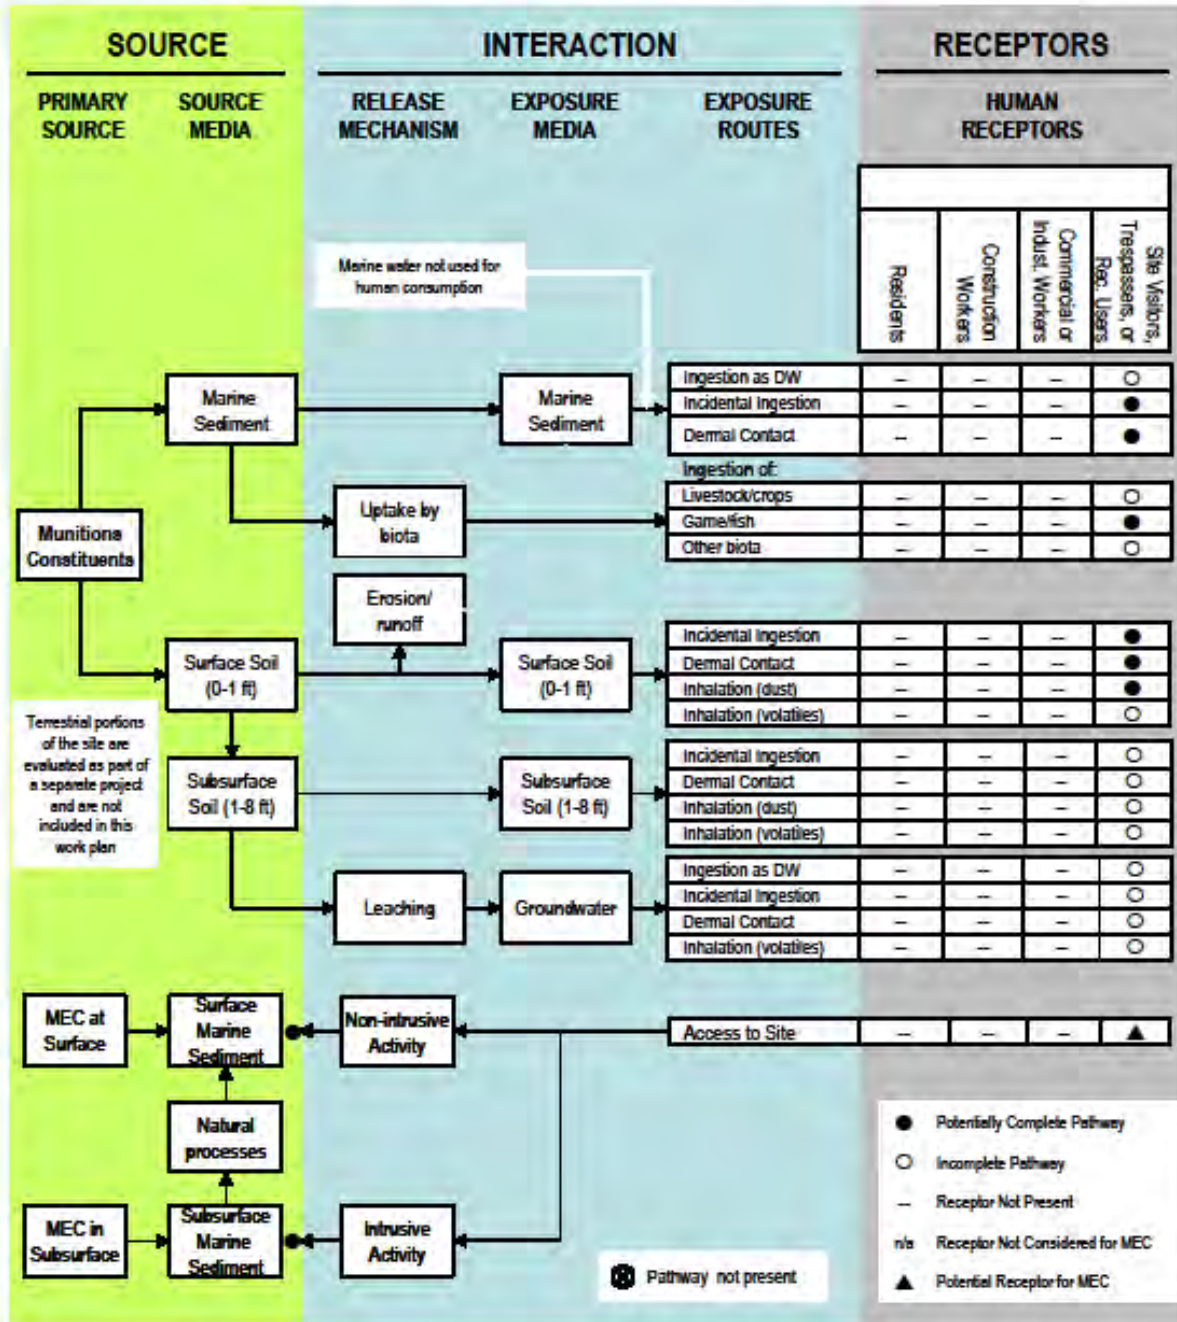 SOURCE
INTERACTION
RECEPTORS
PRIMARY
SOURCE
SOURCE
MEDIA
RELEASE
MECHANISM
EXPOSURE
MEDIA
EXPOSURE
ROUTES
HUMAN
RECEPTORS
Residents
Construction
Workers
Commercial or
Indust. Workers
Site Visitors,
Trespassers, or
Rec. Users
Marine water not used for
human consumption
Marine
Sediment
Marine
Sediment
Ingestion as DW -- -- -- ○
Incidental Ingestion -- -- -- ●
Dermal Contact -- -- -- ●
Ingestion of:
Livestock/crops -- -- -- ○
Game/fish -- -- -- ●
Other biota -- -- -- ○
Munitions
Constituents
Uptake by
biota
Erosion/
runoff
Surface Soil
(0-1 ft)
Surface Soil
(0-1 ft)
Incidental Ingestion -- -- -- ●
Dermal Contact -- -- -- ●
Inhalation (dust) -- -- -- ●
Inhalation (volatiles) -- -- -- ○
Terrestrial portions
of the site are
evaluated as part of
a separate project
and are not
included in this
work plan
Subsurface
Soil (1-8 ft)
Subsurface
Soil (1-8 ft)
Incidental Ingestion -- -- -- ○
Dermal Contact -- -- -- ○
Inhalation (dust) -- -- -- ○
Inhalation (volatiles) -- -- -- ○
Leaching
Groundwater
Ingestion as DW -- -- -- ○
Incidental Ingestion -- -- -- ○
Dermal Contact -- -- -- ○
Inhalation (volatiles) -- -- -- ○
MEC at
Surface
Surface
Marine
Sediment
Non-intrusive
Activity
Access to Site -- -- -- ▲
Natural
processes
MEC in
Subsurface
Subsurface
Marine
Sediment
Intrusive
Activity
Pathway not present
● Potentially Complete Pathway
○ Incomplete Pathway
-- Receptor Not Present
n/a Receptor Not Considered for MEC
▲ Potential Receptor for MEC